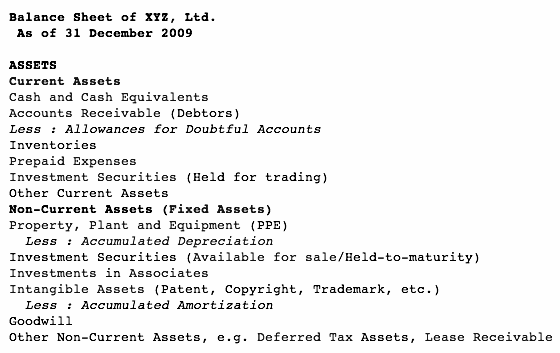 Balance Sheet of XYZ, Ltd.
As of 31 December 2009
ASSETS
Current Assets
Cash and Cash Equivalents
Accounts Receivable (Debtors)
Less : Allowances for Doubtful Accounts
Inventories
Prepaid Expenses
Investment Securities (Held for trading)
Other Current Assets
Non-Current Assets (Fixed Assets)
Property, Plant and Equipment (PPE)
Less : Accumulated Depreciation
Investment Securities (Available for sale/Held-to-maturity)
Investments in Associates
Intangible Assets (Patent, Copyright, Trademark, etc.)
Less : Accumulated Amortization
Goodwill
Other Non-Current Assets, e.g. Deferred Tax Assets, Lease Receivable